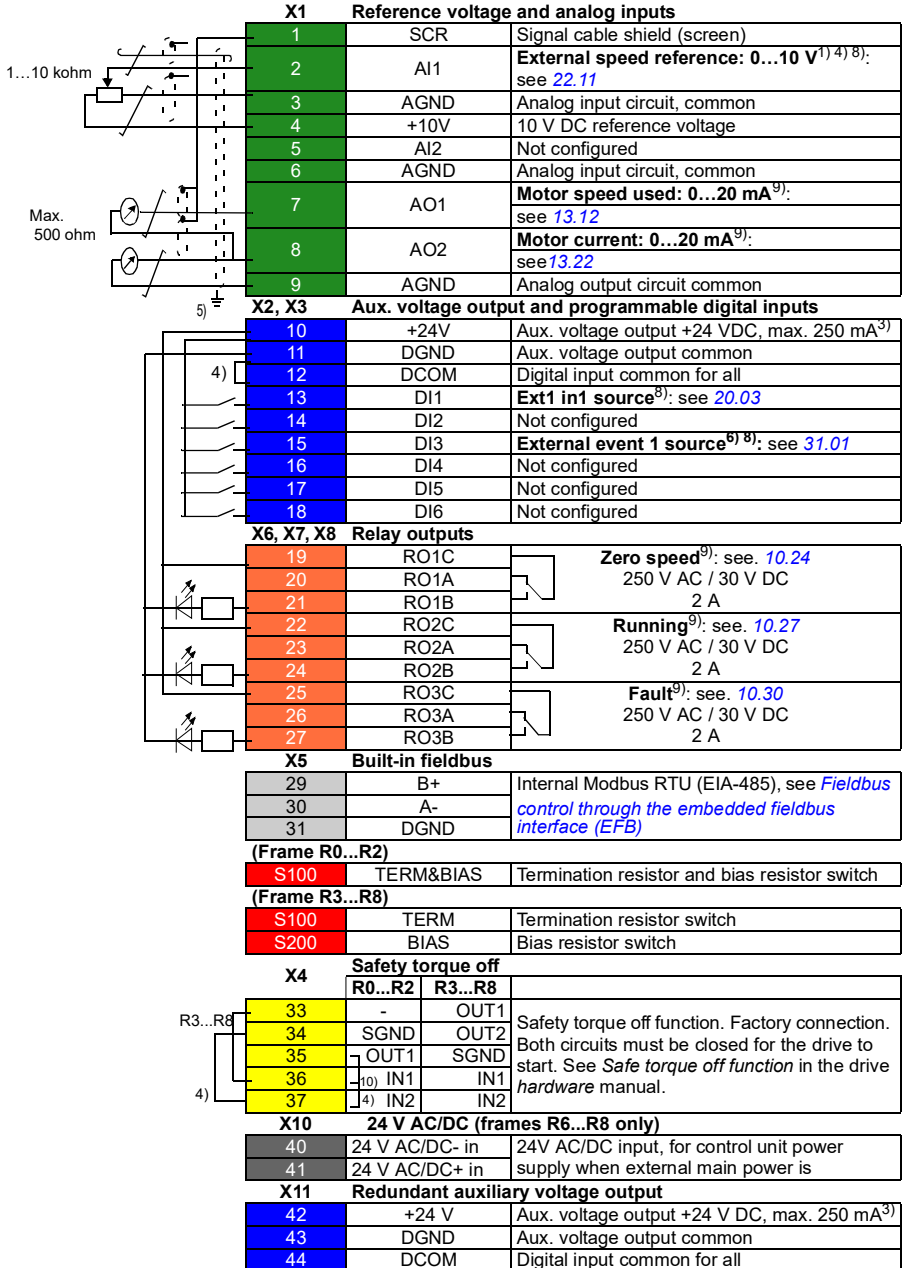 X1 Reference voltage and analog inputs
1 SCR Signal cable shield (screen)
1…10 kohm
2 AI1 External speed reference: 0…10 V1) 4) 8):
see 22.11
3 AGND Analog input circuit, common
4 +10V 10 V DC reference voltage
5 AI2 Not configured
6 AGND Analog input circuit, common
7 AO1 Motor speed used: 0…20 mA9):
see 13.12
Max.
500 ohm
8 AO2 Motor current: 0…20 mA9):
see13.22
9 AGND Analog output circuit common
5)
X2, X3 Aux. voltage output and programmable digital inputs
10 +24V Aux. voltage output +24 VDC, max. 250 mA3)
11 DGND Aux. voltage output common
4) 12 DCOM Digital input common for all
13 DI1 Ext1 in1 source8): see 20.03
14 DI2 Not configured
15 DI3 External event 1 source6) 8): see 31.01
16 DI4 Not configured
17 DI5 Not configured
18 DI6 Not configured
X6, X7, X8 Relay outputs
19 RO1C Zero speed9): see. 10.24
20 RO1A 250 V AC / 30 V DC
21 RO1B 2 A
22 RO2C Running9): see. 10.27
23 RO2A 250 V AC / 30 V DC
24 RO2B 2 A
25 RO3C Fault9): see. 10.30
26 RO3A 250 V AC / 30 V DC
27 RO3B 2 A
X5 Built-in fieldbus
29 B+ Internal Modbus RTU (EIA-485), see Fieldbus
30 A- control through the embedded fieldbus
31 DGND interface (EFB)
(Frame R0...R2)
S100 TERM&BIAS Termination resistor and bias resistor switch
(Frame R3...R8)
S100 TERM Termination resistor switch
S200 BIAS Bias resistor switch
X4 Safety torque off
R0...R2 R3...R8
R3...R8
33 - OUT1
34 SGND OUT2
35 OUT1 SGND
36 10) IN1 IN1
4) 37 4) IN2 IN2
Safety torque off function. Factory connection.
Both circuits must be closed for the drive to
start. See Safe torque off function in the drive
hardware manual.
X10 24 V AC/DC (frames R6...R8 only)
40 24 V AC/DC- in 24V AC/DC input, for control unit power
41 24 V AC/DC+ in supply when external main power is
X11 Redundant auxiliary voltage output
42 +24 V Aux. voltage output +24 V DC, max. 250 mA3)
43 DGND Aux. voltage output common
44 DCOM Digital input common for all